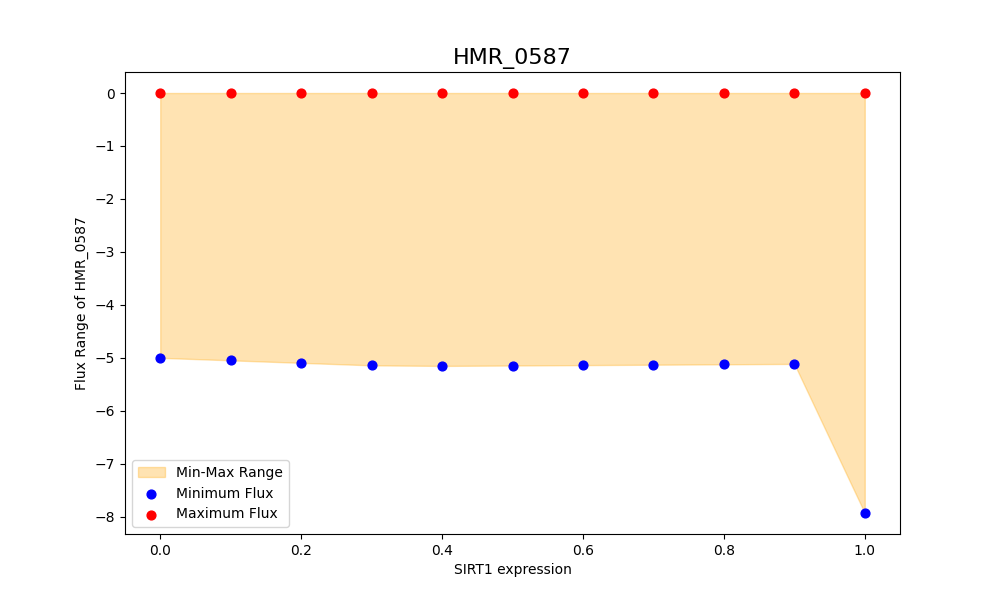 HMR_0587
Flux Range of HMR_0587
0
−1
−2
−3
−4
−5
−6
−7
−8
Min-Max Range
Minimum Flux
Maximum Flux
0.0 0.2 0.4 0.6 0.8 1.0
SIRT1 expression